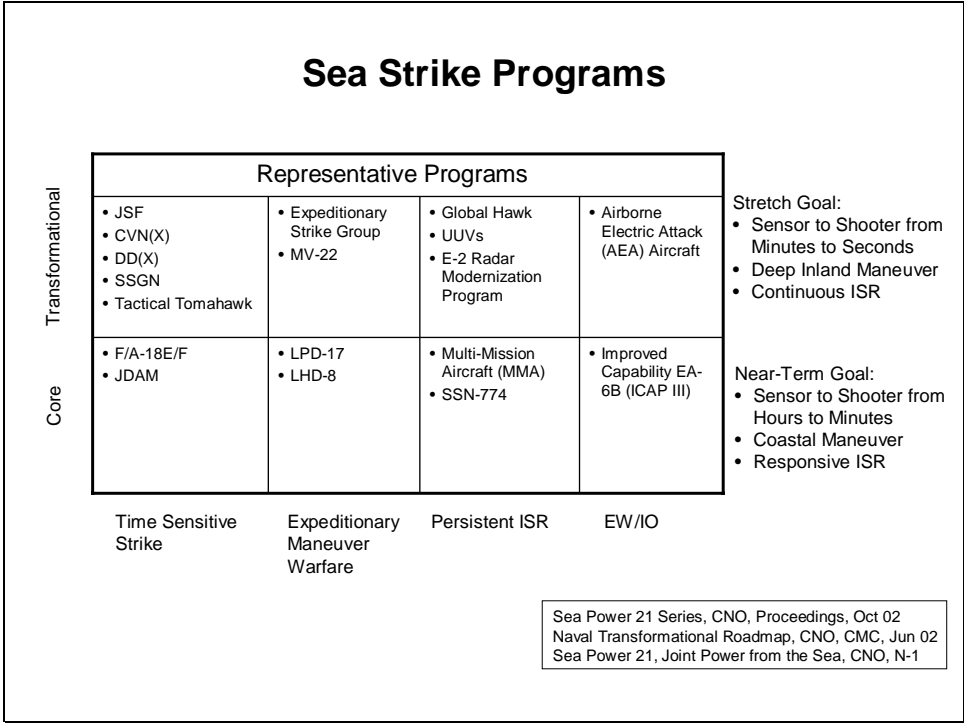 Sea Strike Programs
Representative Programs
Transformational
• JSF
• CVN(X)
• DD(X)
• SSGN
• Tactical Tomahawk
• Expeditionary
Strike Group
• MV-22
• Global Hawk
• UUVs
• E-2 Radar
Modernization
Program
• Airborne
Electric Attack
(AEA) Aircraft
Stretch Goal:
• Sensor to Shooter from
Minutes to Seconds
• Deep Inland Maneuver
• Continuous ISR
Core
• F/A-18E/F
• JDAM
• LPD-17
• LHD-8
• Multi-Mission
Aircraft (MMA)
• SSN-774
• Improved
Capability EA-
6B (ICAP III)
Near-Term Goal:
• Sensor to Shooter from
Hours to Minutes
• Coastal Maneuver
• Responsive ISR
Time Sensitive
Strike
Expeditionary
Maneuver
Warfare
Persistent ISR
EW/IO
Sea Power 21 Series, CNO, Proceedings, Oct 02
Naval Transformational Roadmap, CNO, CMC, Jun 02
Sea Power 21, Joint Power from the Sea, CNO, N-1